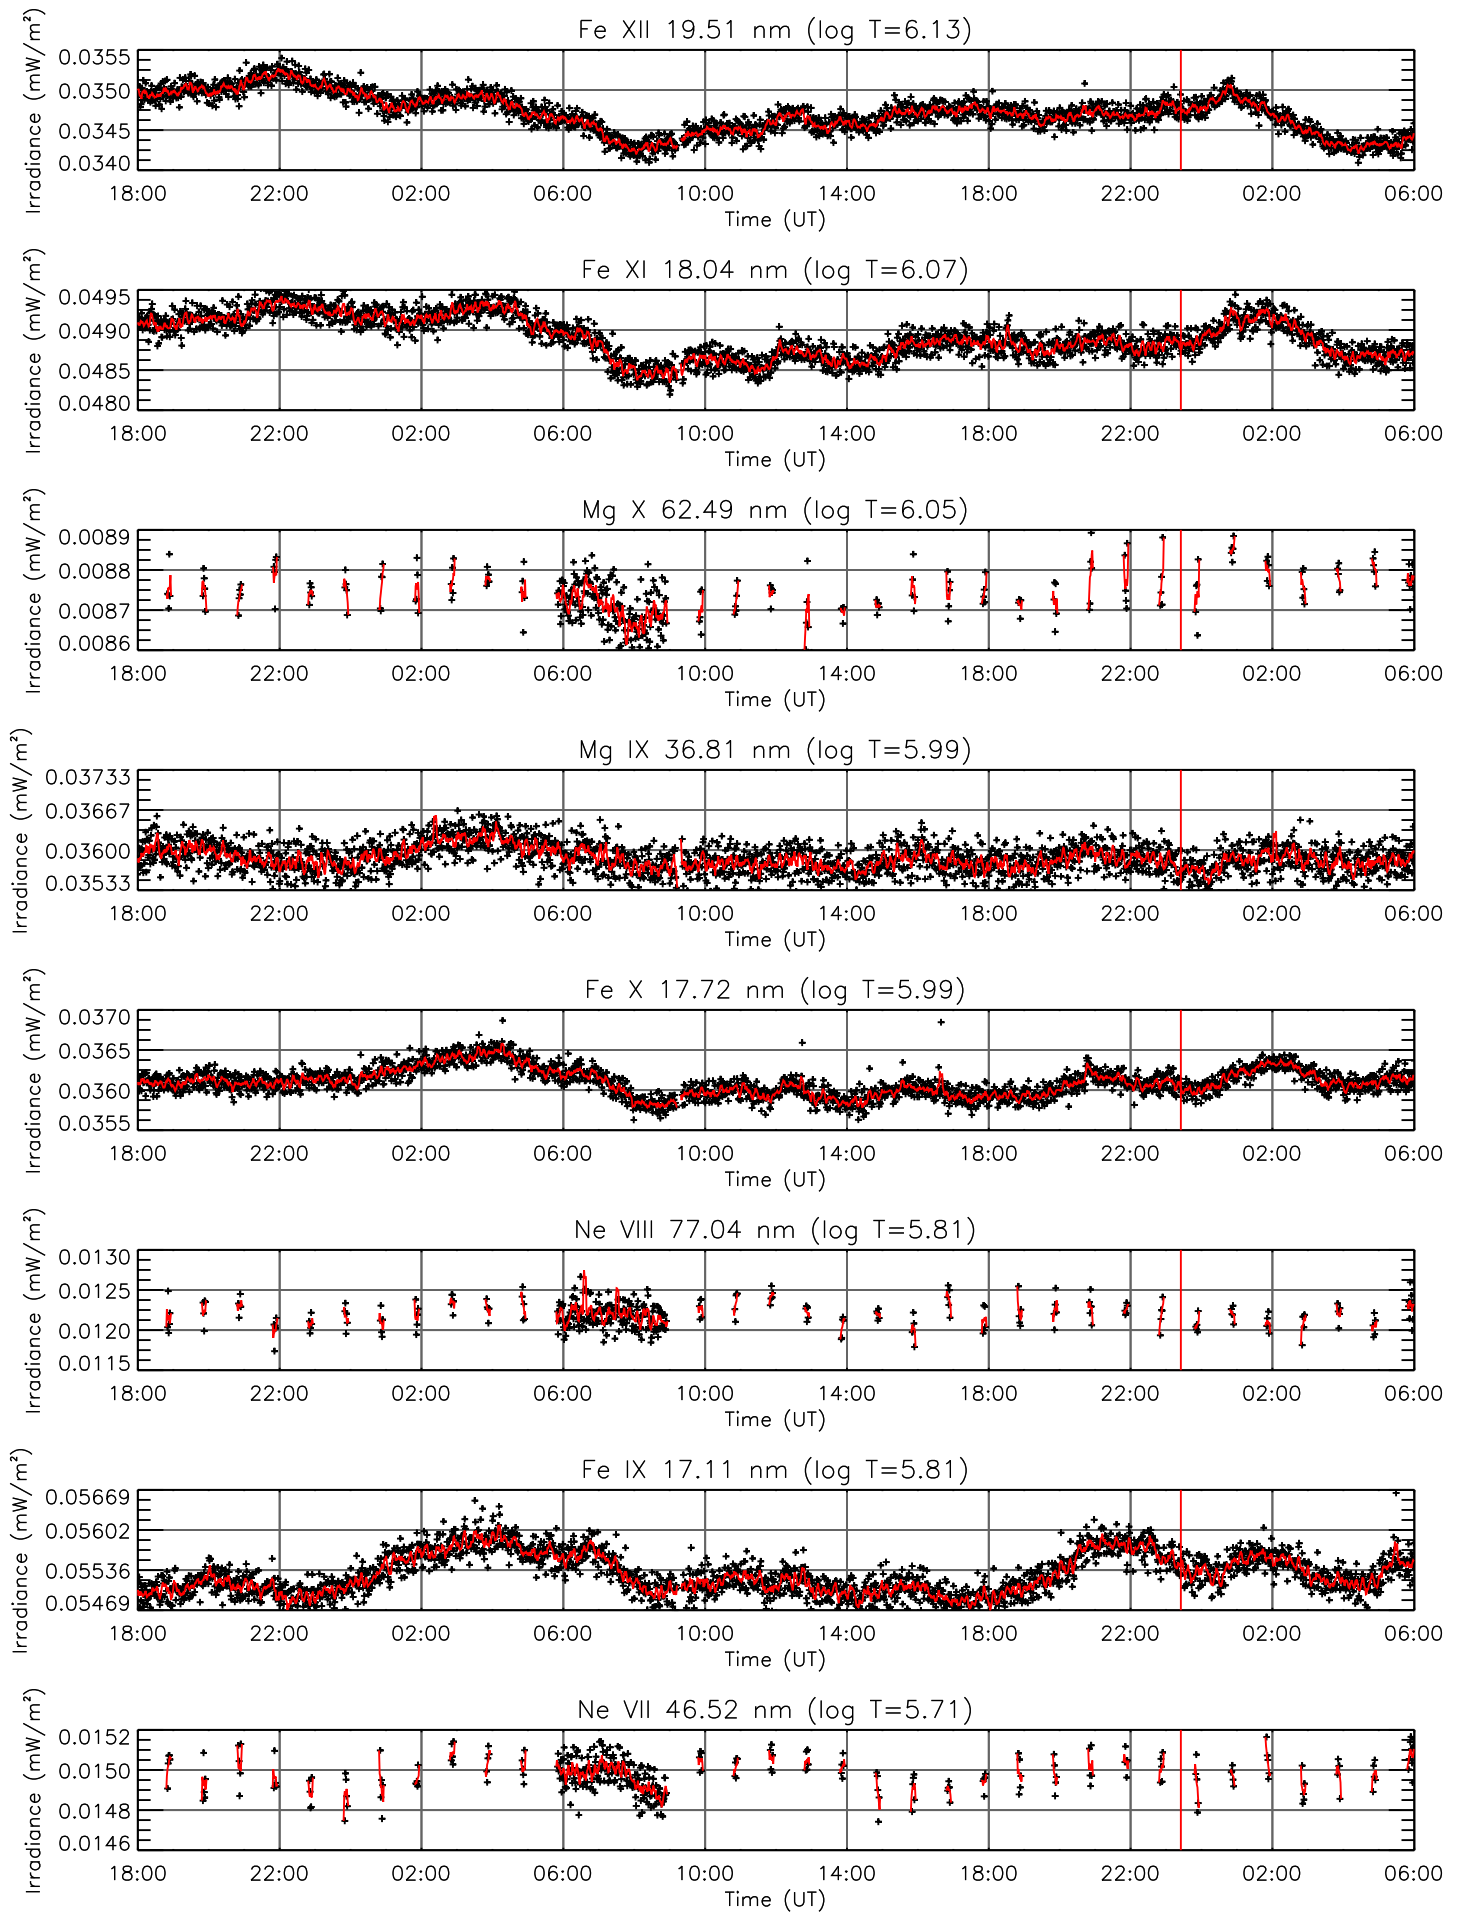 Fe XII 19.51 nm (log T=6.13)
Irradiance (mW/m²)
0.0355
0.0350
0.0345
0.0340
18:00 22:00 02:00 06:00 10:00 14:00 18:00 22:00 02:00 06:00
Time (UT)
Fe XI 18.04 nm (log T=6.07)
Irradiance (mW/m²)
0.0495
0.0490
0.0485
0.0480
18:00 22:00 02:00 06:00 10:00 14:00 18:00 22:00 02:00 06:00
Time (UT)
Mg X 62.49 nm (log T=6.05)
Irradiance (mW/m²)
0.0089
0.0088
0.0087
0.0086
18:00 22:00 02:00 06:00 10:00 14:00 18:00 22:00 02:00 06:00
Time (UT)
Mg IX 36.81 nm (log T=5.99)
Irradiance (mW/m²)
0.03733
0.03667
0.03600
0.03533
18:00 22:00 02:00 06:00 10:00 14:00 18:00 22:00 02:00 06:00
Time (UT)
Fe X 17.72 nm (log T=5.99)
Irradiance (mW/m²)
0.0370
0.0365
0.0360
0.0355
18:00 22:00 02:00 06:00 10:00 14:00 18:00 22:00 02:00 06:00
Time (UT)
Ne VIII 77.04 nm (log T=5.81)
Irradiance (mW/m²)
0.0130
0.0125
0.0120
0.0115
18:00 22:00 02:00 06:00 10:00 14:00 18:00 22:00 02:00 06:00
Time (UT)
Fe IX 17.11 nm (log T=5.81)
Irradiance (mW/m²)
0.05669
0.05602
0.05536
0.05469
18:00 22:00 02:00 06:00 10:00 14:00 18:00 22:00 02:00 06:00
Time (UT)
Ne VII 46.52 nm (log T=5.71)
Irradiance (mW/m²)
0.0152
0.0150
0.0148
0.0146
18:00 22:00 02:00 06:00 10:00 14:00 18:00 22:00 02:00 06:00
Time (UT)